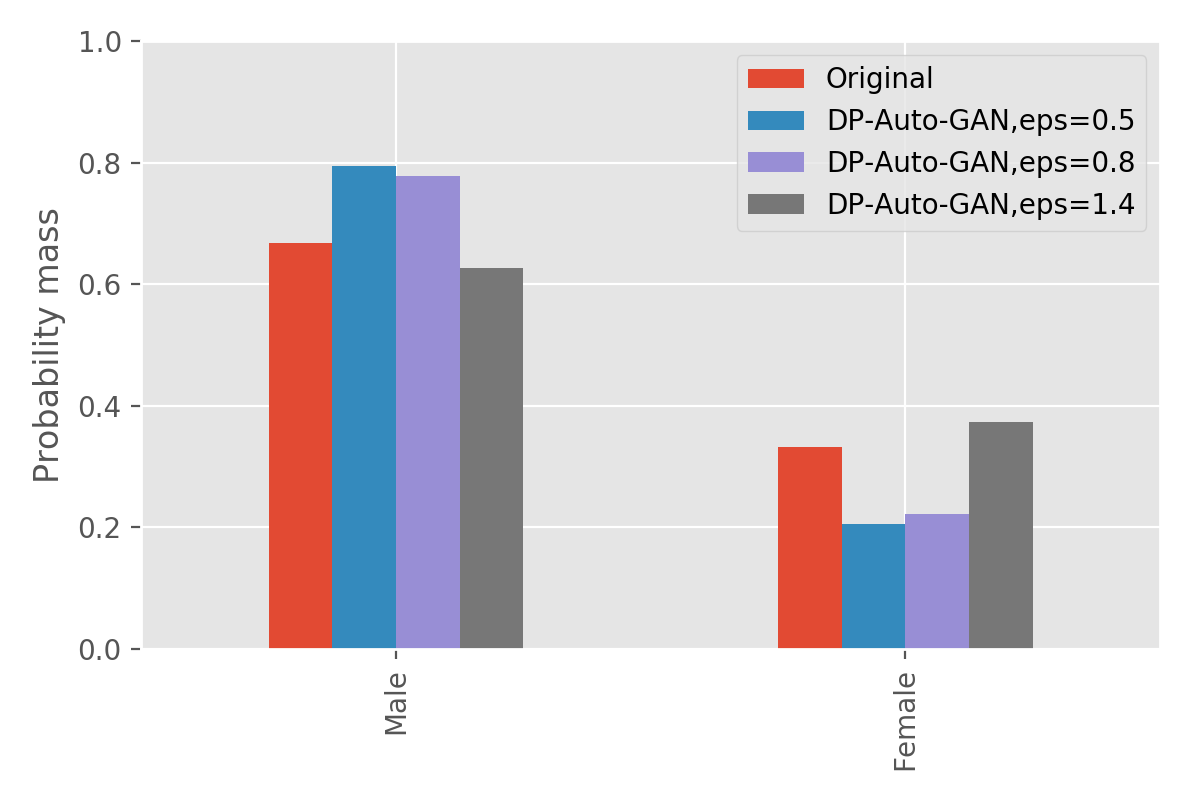 Original
DP-Auto-GAN,eps=0.5
DP-Auto-GAN,eps=0.8
DP-Auto-GAN,eps=1.4
Probability mass
1.0
0.8
0.6
0.4
0.2
0.0
Male
Female